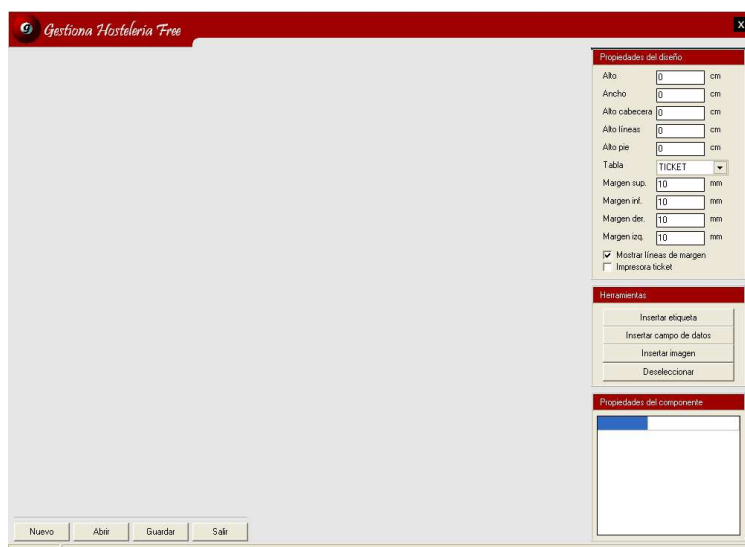 g Gestiona Hosteleria Free X
Propiedades del diseño
Alto 0 cm
Ancho 0 cm
Alto cabecera 0 cm
Alto líneas 0 cm
Alto pie 0 cm
Tabla TICKET
Margen sup. 10 mm
Margen inf. 10 mm
Margen der. 10 mm
Margen izq. 10 mm
Mostrar líneas de margen
Impresora ticket
Herramientas
Insertar etiqueta
Insertar campo de datos
Insertar imagen
Deseleccionar
Propiedades del componente
Nuevo Abrir Guardar Salir